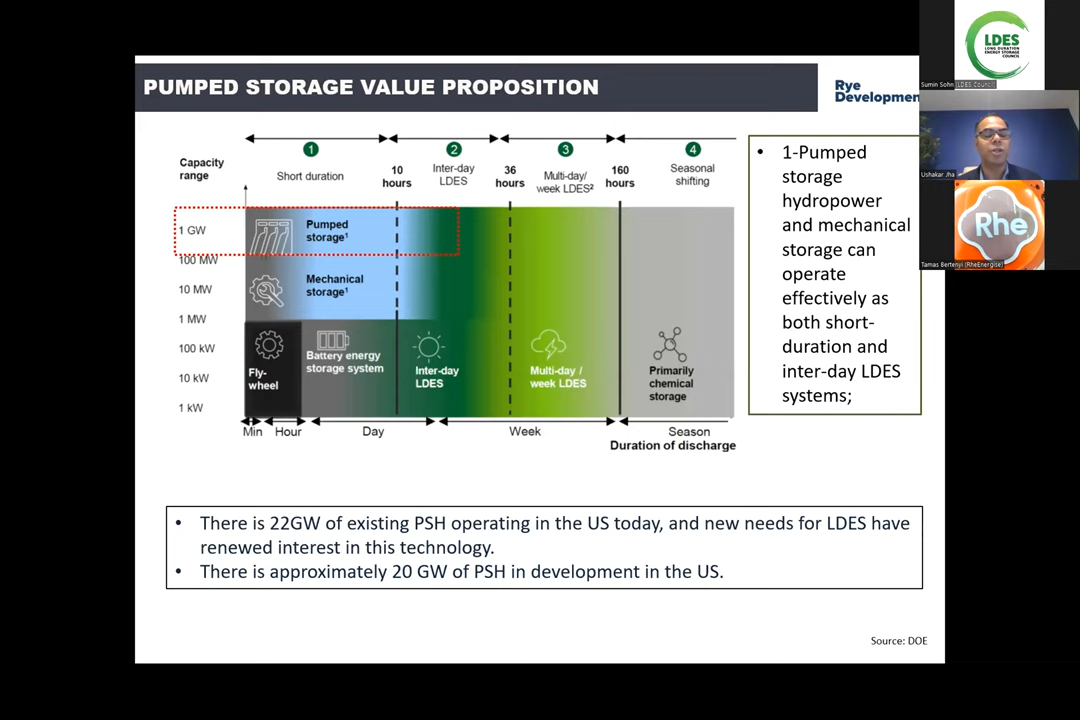 PUMPED STORAGE VALUE PROPOSITION
Rye
Development
1
2
3
4
Capacity
range
Short duration
10
hours
Inter-day
LDES
36
hours
Multi-day/
week LDES²
160
hours
Seasonal
shifting
1 GW
100 MW
10 MW
1 MW
100 kW
10 kW
1 kW
Pumped
storage¹
Mechanical
storage¹
Fly-
wheel
Battery energy
storage system
Inter-day
LDES
Multi-day /
week LDES
Primarily
chemical
storage
Min
Hour
Day
Week
Season
Duration of discharge
• 1-Pumped
storage
hydropower
and mechanical
storage can
operate
effectively as
both short-
duration and
inter-day LDES
systems;
• There is 22GW of existing PSH operating in the US today, and new needs for LDES have
renewed interest in this technology.
• There is approximately 20 GW of PSH in development in the US.
Source: DOE
LDES
LONG DURATION
ENERGY STORAGE
COUNCIL
Sumin Sohn (LDES Council)
Ushakar Jha
Rhe
Tamas Bertenyi (RheEnergise)